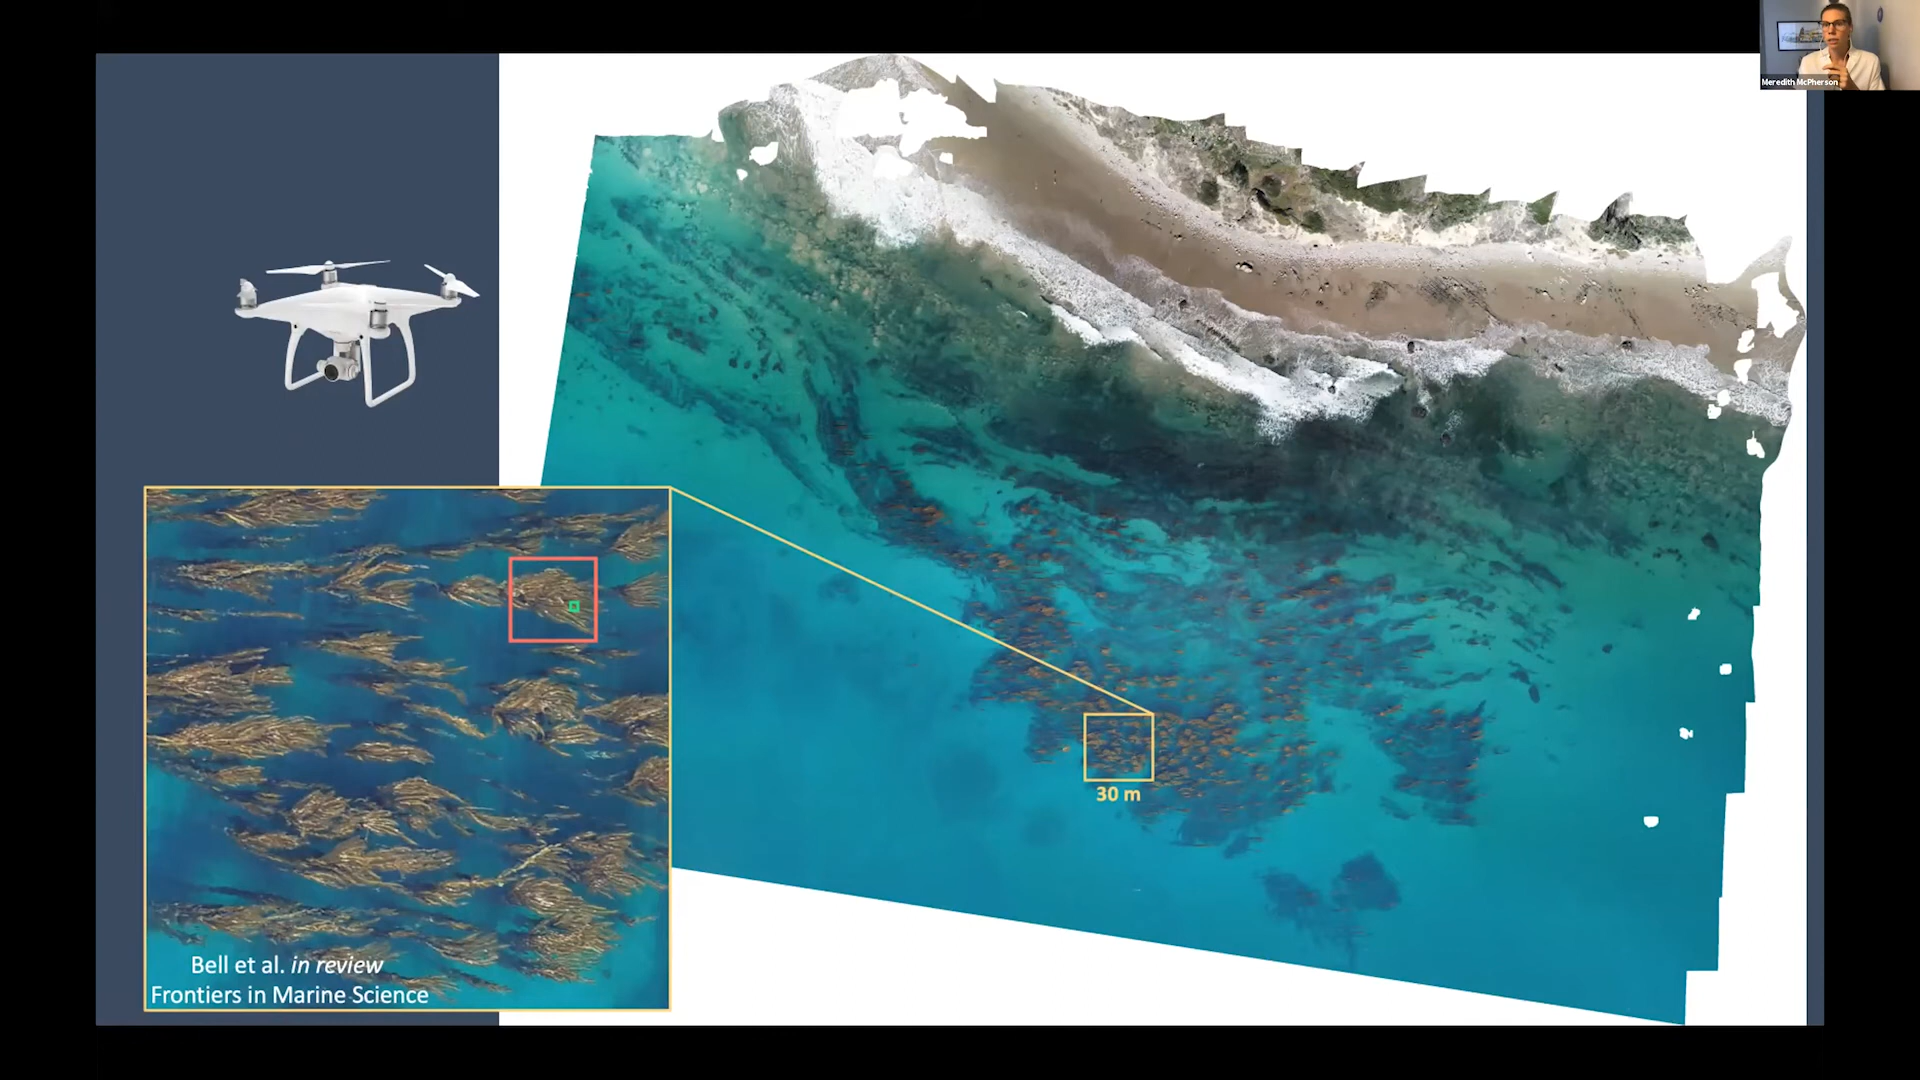 Meredith McPherson
30 m
Bell et al. in review
Frontiers in Marine Science